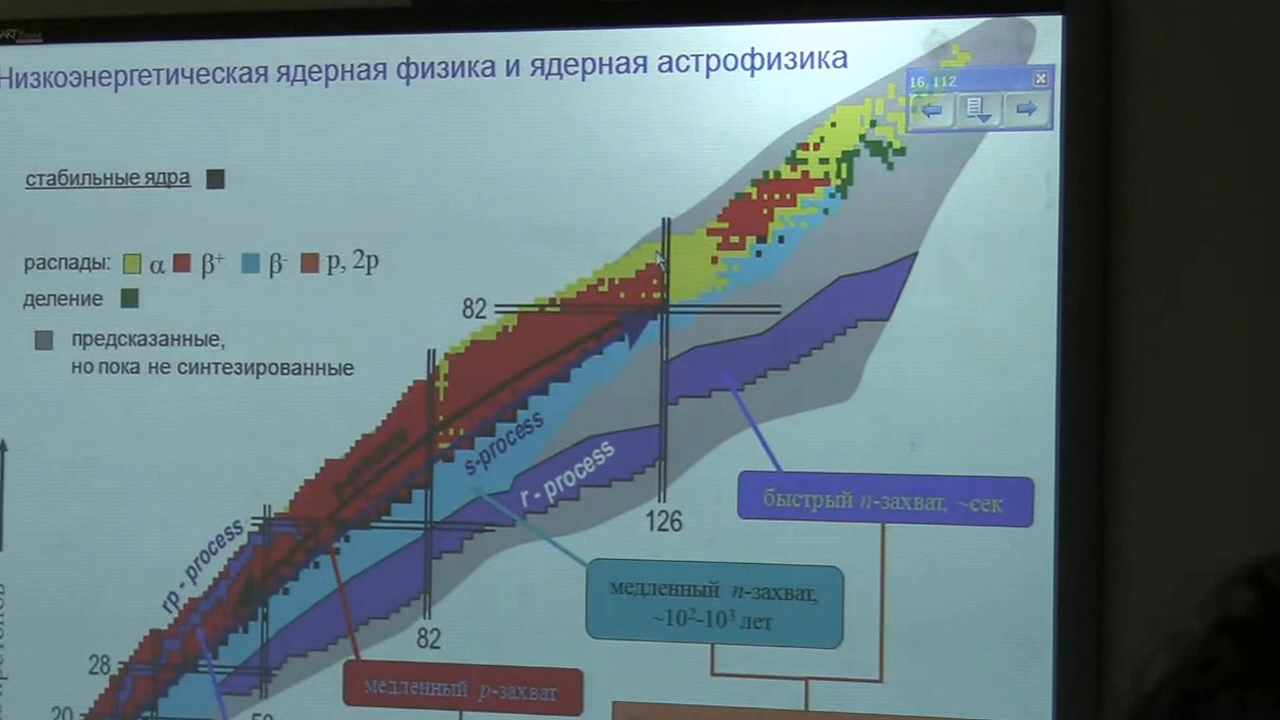 Низкоэнергетическая ядерная физика и ядерная астрофизика
16, 112
стабильные ядра
распады: α β⁺ β⁻ p, 2p
деление
предсказанные,
но пока не синтезированные
82
s-process
r - process
rp - process
126
82
28
20
50
быстрый n-захват, ~сек
медленный n-захват,
~10²-10³ лет
медленный p-захват